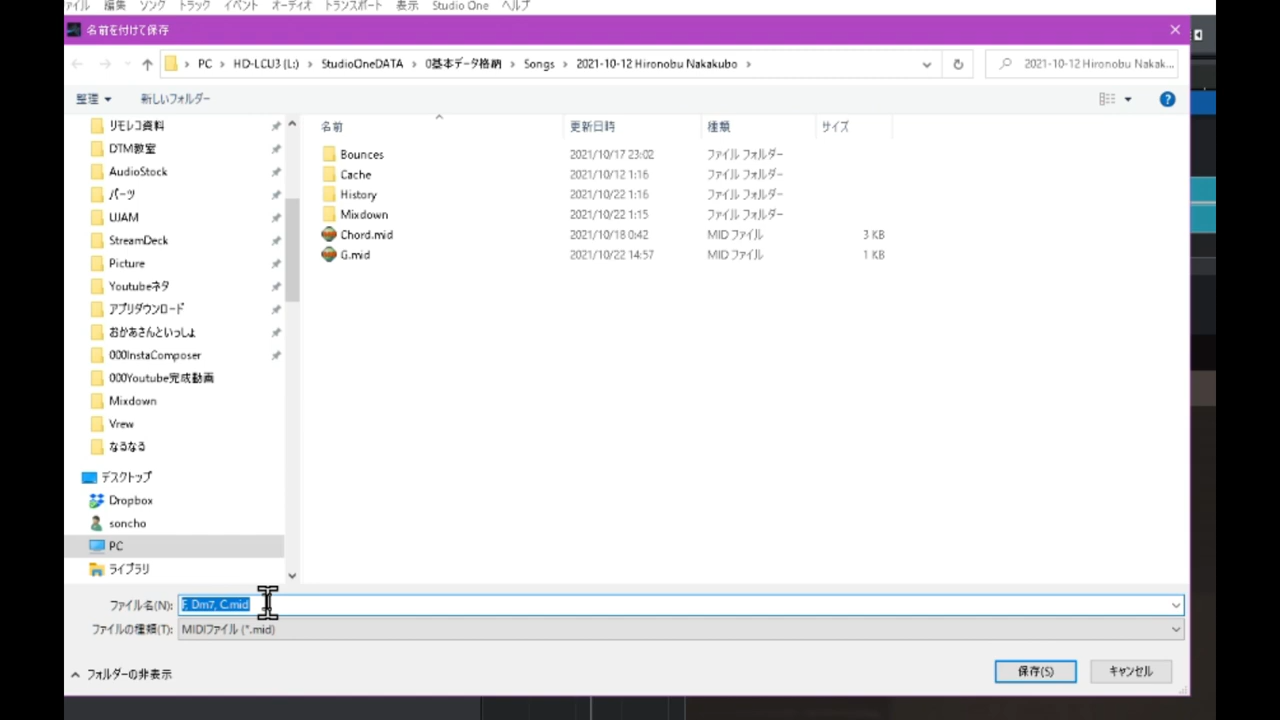 ァイル 編集 ソング トラック イベント オーディオ トランスポート 表示 Studio One ヘルプ
名前を付けて保存
PC › HD-LCU3 (L:) › StudioOneDATA › 0基本データ格納 › Songs › 2021-10-12 Hironobu Nakakubo ›
2021-10-12 Hironobu Nakak...
整理 新しいフォルダー
リモレコ資料
DTM教室
AudioStock
パーツ
UJAM
StreamDeck
Picture
Youtubeネタ
アプリダウンロード
おかあさんといっしょ
000InstaComposer
000Youtube完成動画
Mixdown
Vrew
なるなる
デスクトップ
Dropbox
soncho
PC
ライブラリ
名前 更新日時 種類 サイズ
Bounces 2021/10/17 23:02 ファイル フォルダー
Cache 2021/10/12 1:16 ファイル フォルダー
History 2021/10/22 1:16 ファイル フォルダー
Mixdown 2021/10/22 1:15 ファイル フォルダー
Chord.mid 2021/10/18 0:42 MID ファイル 3 KB
G.mid 2021/10/22 14:57 MID ファイル 1 KB
ファイル名(N): F, Dm7, C.mid
ファイルの種類(T): MIDIファイル (*.mid)
フォルダーの非表示
保存(S) キャンセル